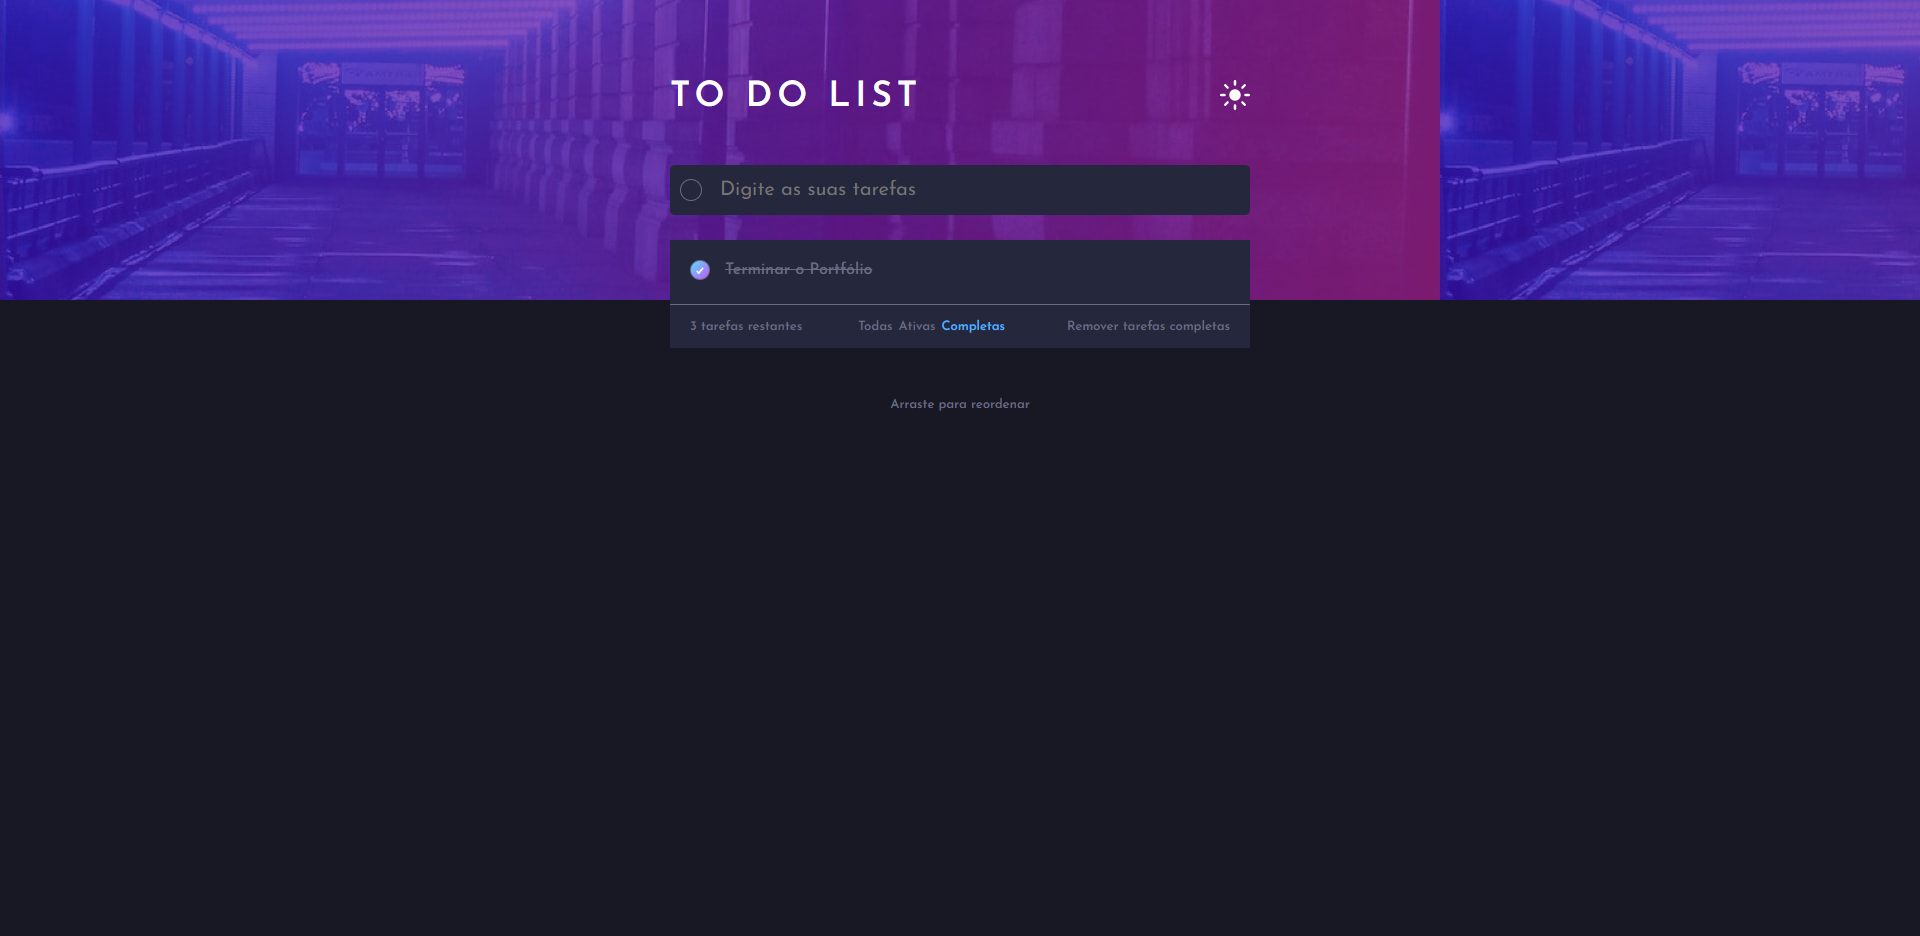 TO DO LIST
Digite as suas tarefas
Terminar o Portfólio
3 tarefas restantes
Todas Ativas Completas
Remover tarefas completas
Arraste para reordenar